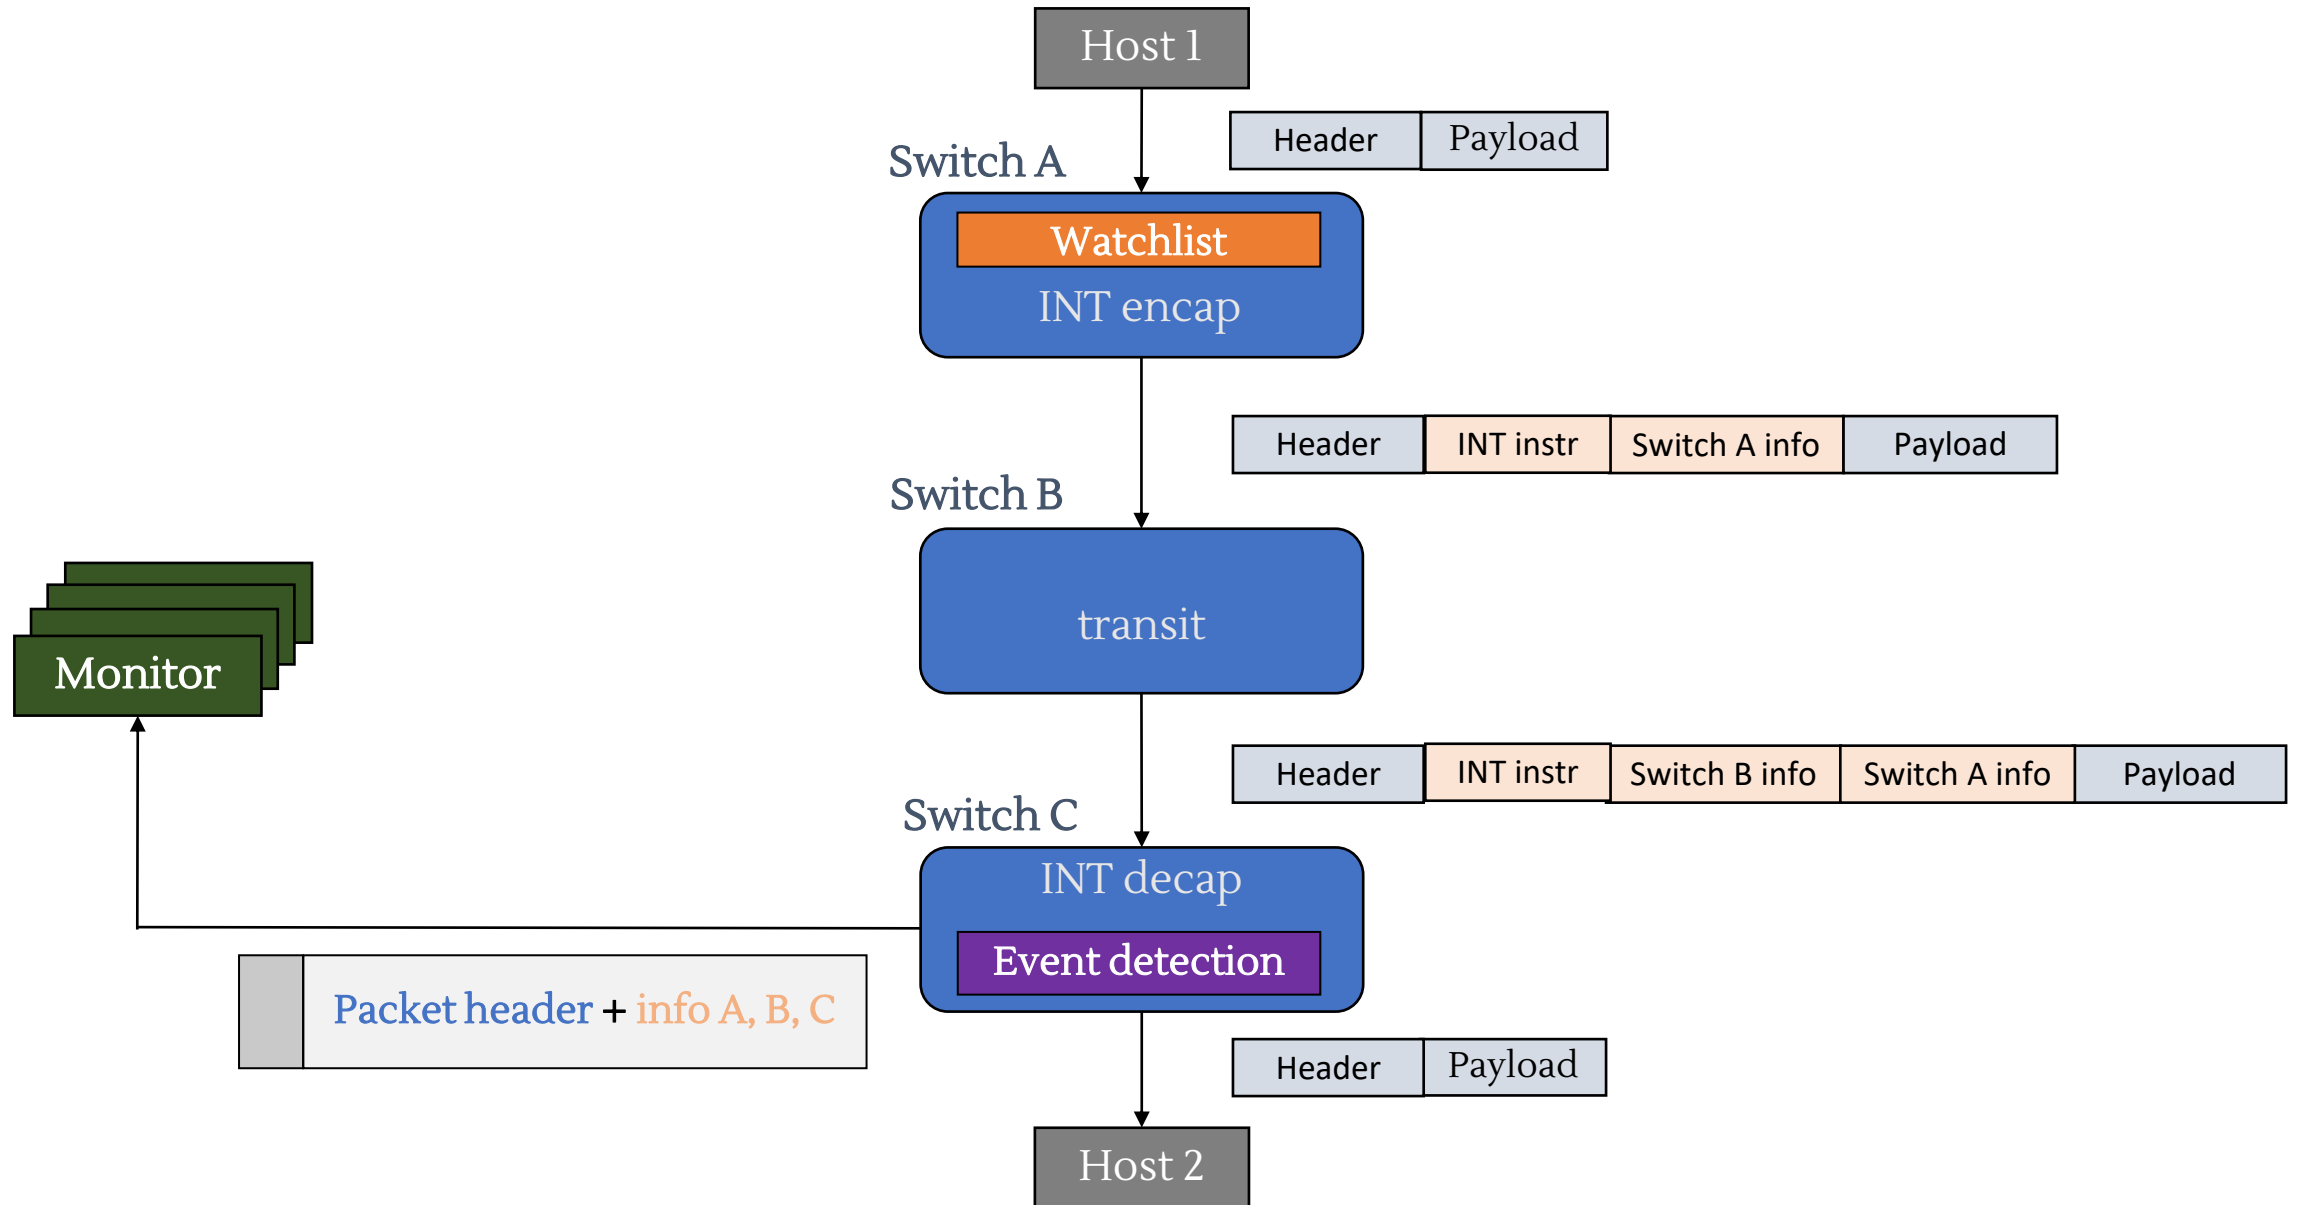 Host 1
Header Payload
Switch A
Watchlist
INT encap
Header INT instr Switch A info Payload
Switch B
transit
Monitor
Header INT instr Switch B info Switch A info Payload
Switch C
INT decap
Event detection
Packet header + info A, B, C
Header Payload
Host 2